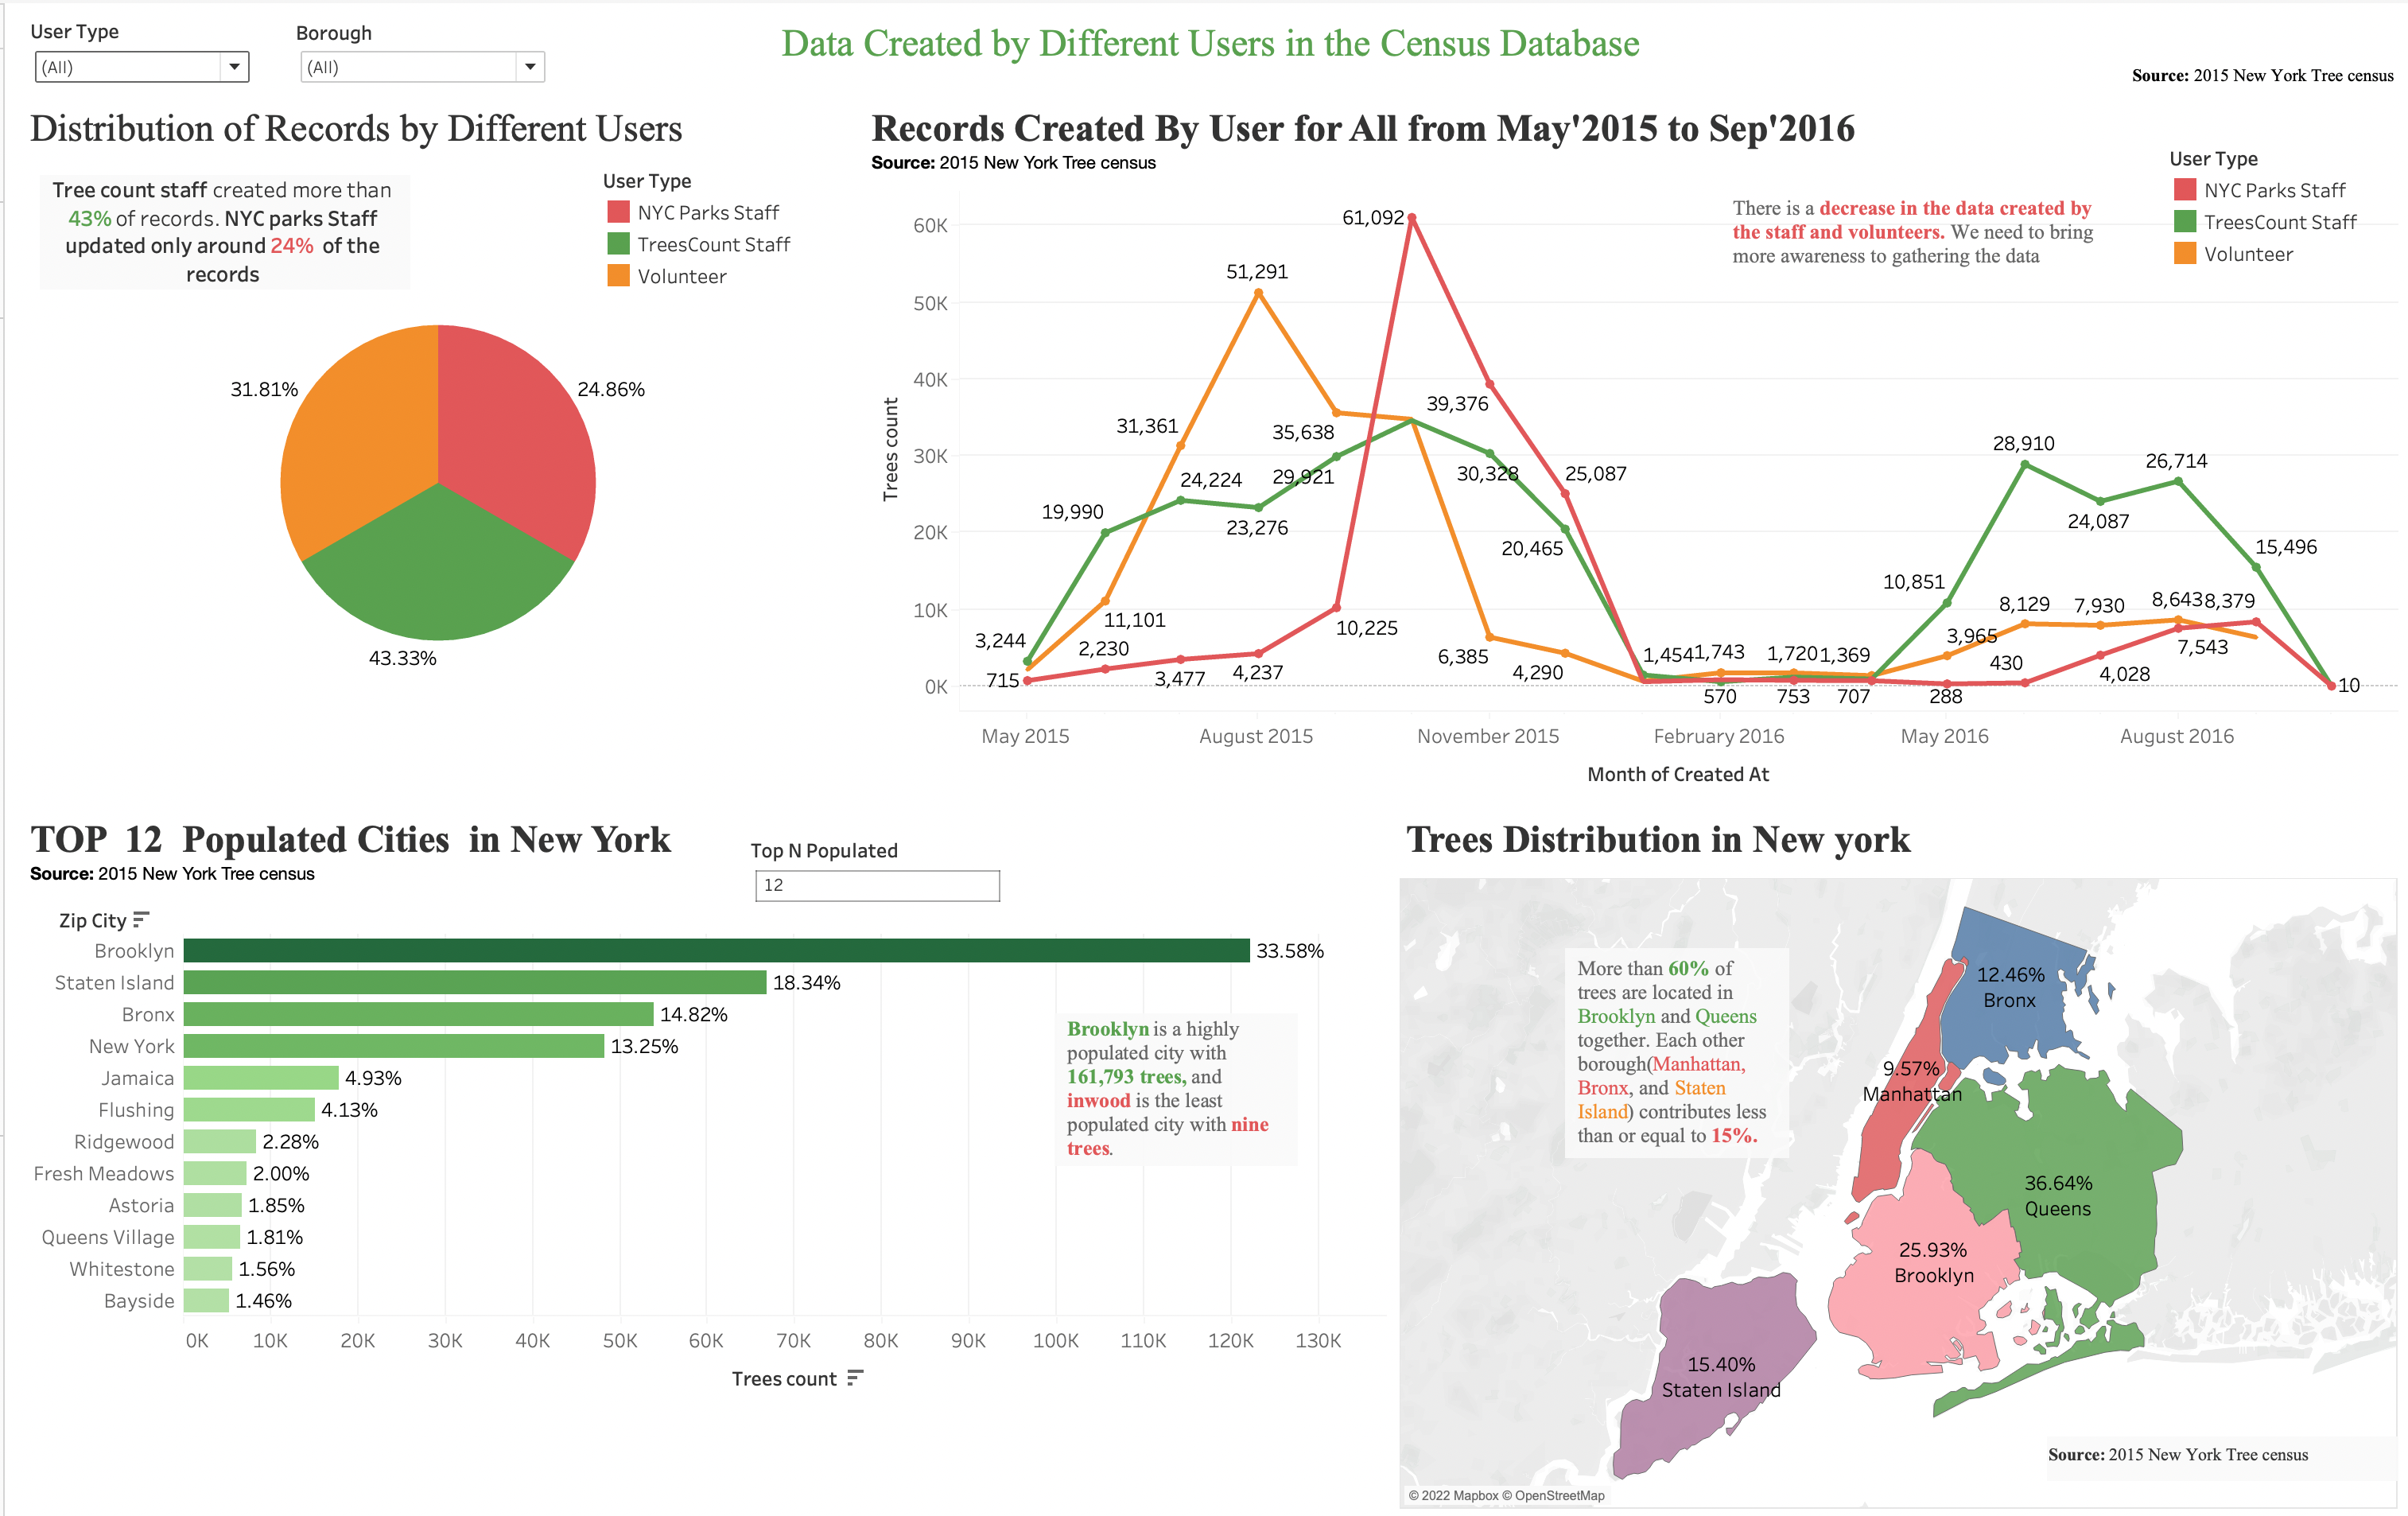 Data Created by Different Users in the Census Database
User Type
Borough
(All)
(All)
Source: 2015 New York Tree census
Distribution of Records by Different Users
Tree count staff created more than
43% of records. NYC parks Staff
updated only around 24% of the
records
User Type
NYC Parks Staff
TreesCount Staff
Volunteer
31.81%
24.86%
43.33%
Records Created By User for All from May'2015 to Sep'2016
Source: 2015 New York Tree census
There is a decrease in the data created by
the staff and volunteers. We need to bring
more awareness to gathering the data
User Type
NYC Parks Staff
TreesCount Staff
Volunteer
Trees count
60K
50K
40K
30K
20K
10K
0K
61,092
51,291
39,376
31,361
35,638
24,224
29,921
30,328
25,087
28,910
26,714
19,990
23,276
20,465
24,087
15,496
10,851
11,101
10,225
8,129
7,930
8,643
8,379
3,244
2,230
3,965
6,385
1,454
1,743
1,720
1,369
430
7,543
715
3,477
4,237
4,290
4,028
570
753
707
288
10
May 2015
August 2015
November 2015
February 2016
May 2016
August 2016
Month of Created At
TOP 12 Populated Cities in New York
Source: 2015 New York Tree census
Top N Populated
12
Zip City
Brooklyn 33.58%
Staten Island 18.34%
Bronx 14.82%
New York 13.25%
Jamaica 4.93%
Flushing 4.13%
Ridgewood 2.28%
Fresh Meadows 2.00%
Astoria 1.85%
Queens Village 1.81%
Whitestone 1.56%
Bayside 1.46%
0K 10K 20K 30K 40K 50K 60K 70K 80K 90K 100K 110K 120K 130K
Trees count
Brooklyn is a highly
populated city with
161,793 trees, and
inwood is the least
populated city with nine
trees.
Trees Distribution in New york
More than 60% of
trees are located in
Brooklyn and Queens
together. Each other
borough(Manhattan,
Bronx, and Staten
Island) contributes less
than or equal to 15%.
12.46%
Bronx
9.57%
Manhattan
36.64%
Queens
25.93%
Brooklyn
15.40%
Staten Island
Source: 2015 New York Tree census
© 2022 Mapbox © OpenStreetMap